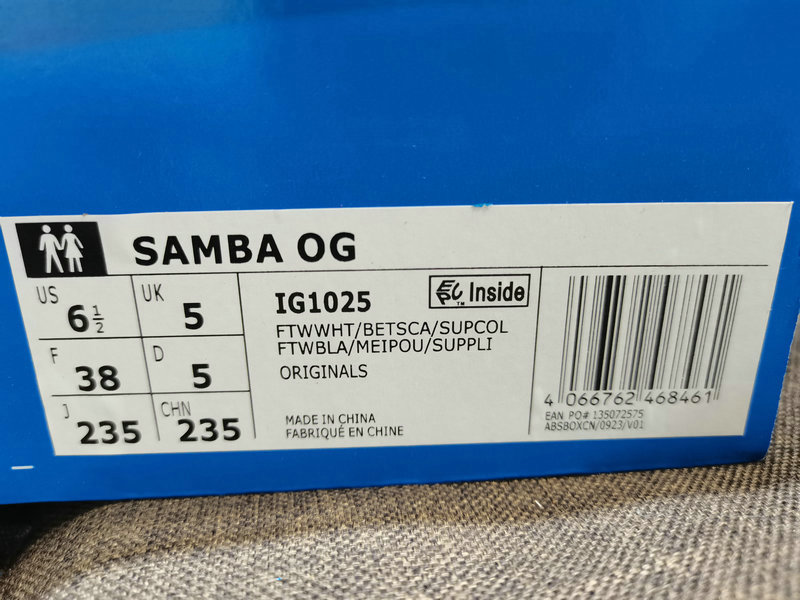 SAMBA OG
US 6½ UK 5
F 38 D 5
J 235 CHN 235
IG1025 EPC™ Inside
FTWWHT/BETSCA/SUPCOL
FTWBLA/MEIPOU/SUPPLI
ORIGINALS
MADE IN CHINA
FABRIQUÉ EN CHINE
4 066762 468461
EAN PO# 135072575
ABSBOXCN/0923/V01